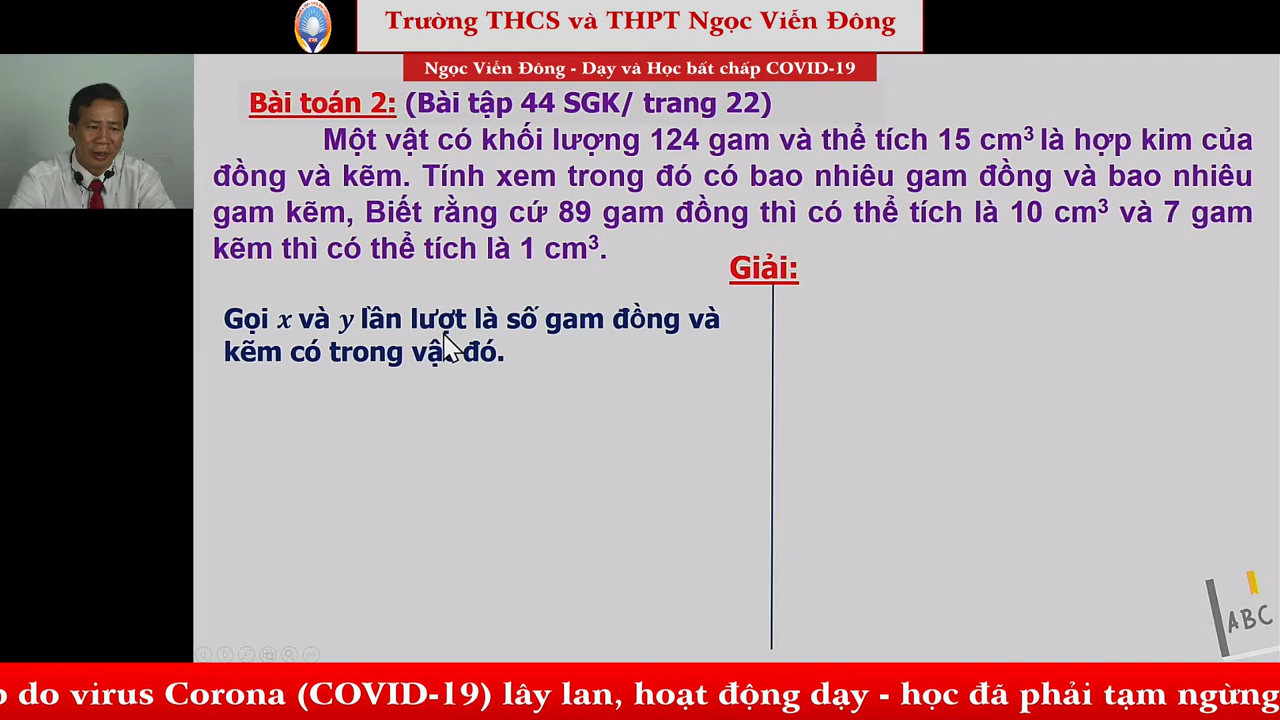 Trường THCS và THPT Ngọc Viễn Đông
Ngọc Viễn Đông - Dạy và Học bất chấp COVID-19
Bài toán 2: (Bài tập 44 SGK/ trang 22)
Một vật có khối lượng 124 gam và thể tích 15 cm³ là hợp kim của
đồng và kẽm. Tính xem trong đó có bao nhiêu gam đồng và bao nhiêu
gam kẽm, Biết rằng cứ 89 gam đồng thì có thể tích là 10 cm³ và 7 gam
kẽm thì có thể tích là 1 cm³.
Giải:
Gọi x và y lần lượt là số gam đồng và
kẽm có trong vật đó.
ABC
do virus Corona (COVID-19) lây lan, hoạt động dạy - học đã phải tạm ngừng